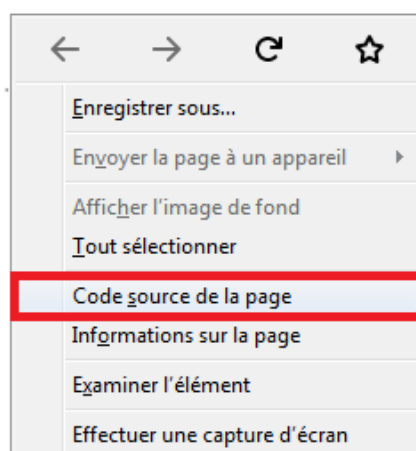 Enregistrer sous...
Envoyer la page à un appareil
Afficher l'image de fond
Tout sélectionner
Code source de la page
Informations sur la page
Examiner l'élément
Effectuer une capture d'écran